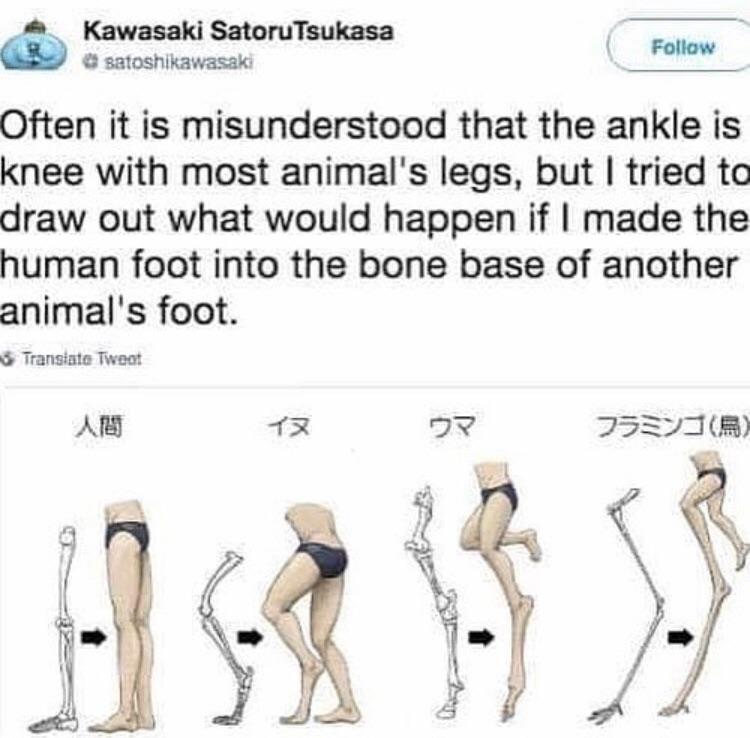 Kawasaki SatoruTsukasa
@ satoshikawasaki
Follow
Often it is misunderstood that the ankle is
knee with most animal's legs, but I tried to
draw out what would happen if I made the
human foot into the bone base of another
animal's foot.
Translate Tweet
人間 イヌ ウマ フラミンゴ(鳥)